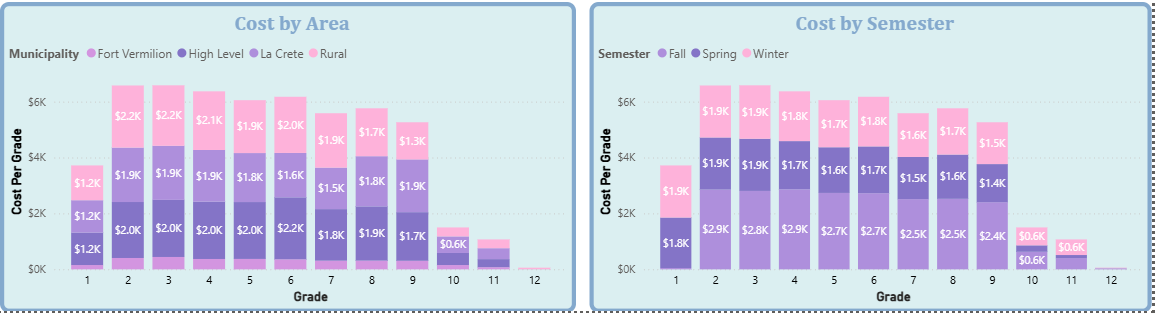 Cost by Area
Municipality Fort Vermilion High Level La Crete Rural
$6K
$4K
$2K
$0K
Cost Per Grade
$1.2K $2.2K $2.2K $2.1K $1.9K $2.0K $1.9K $1.7K $1.3K
$1.2K $1.9K $1.9K $1.9K $1.8K $1.6K $1.5K $1.8K $1.9K $0.6K
$1.2K $2.0K $2.0K $2.0K $2.0K $2.2K $1.8K $1.9K $1.7K
1 2 3 4 5 6 7 8 9 10 11 12
Grade
Cost by Semester
Semester Fall Spring Winter
$6K
$4K
$2K
$0K
Cost Per Grade
$1.9K $1.9K $1.9K $1.8K $1.7K $1.8K $1.6K $1.7K $1.5K $0.6K $0.6K
$1.8K $1.9K $1.9K $1.7K $1.6K $1.7K $1.5K $1.6K $1.4K
$2.9K $2.8K $2.9K $2.7K $2.7K $2.5K $2.5K $2.4K $0.6K
1 2 3 4 5 6 7 8 9 10 11 12
Grade